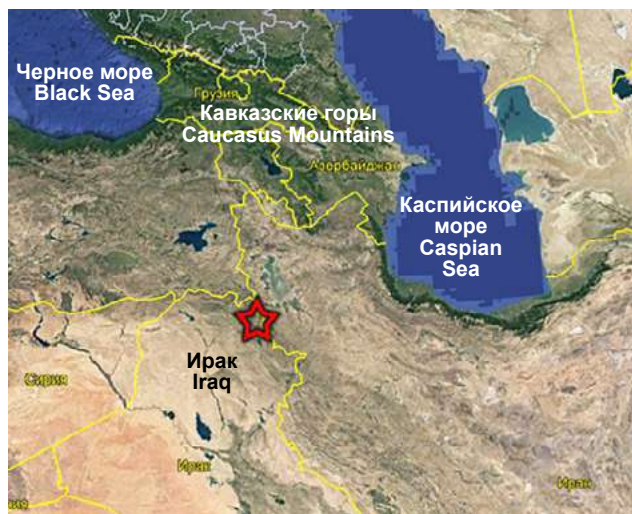 Черное море
Black Sea
Грузия
Кавказские горы
Caucasus Mountains
Азербайджан
Каспийское
море
Caspian
Sea
Ирак
Iraq
Сирия
Ирак
Иран